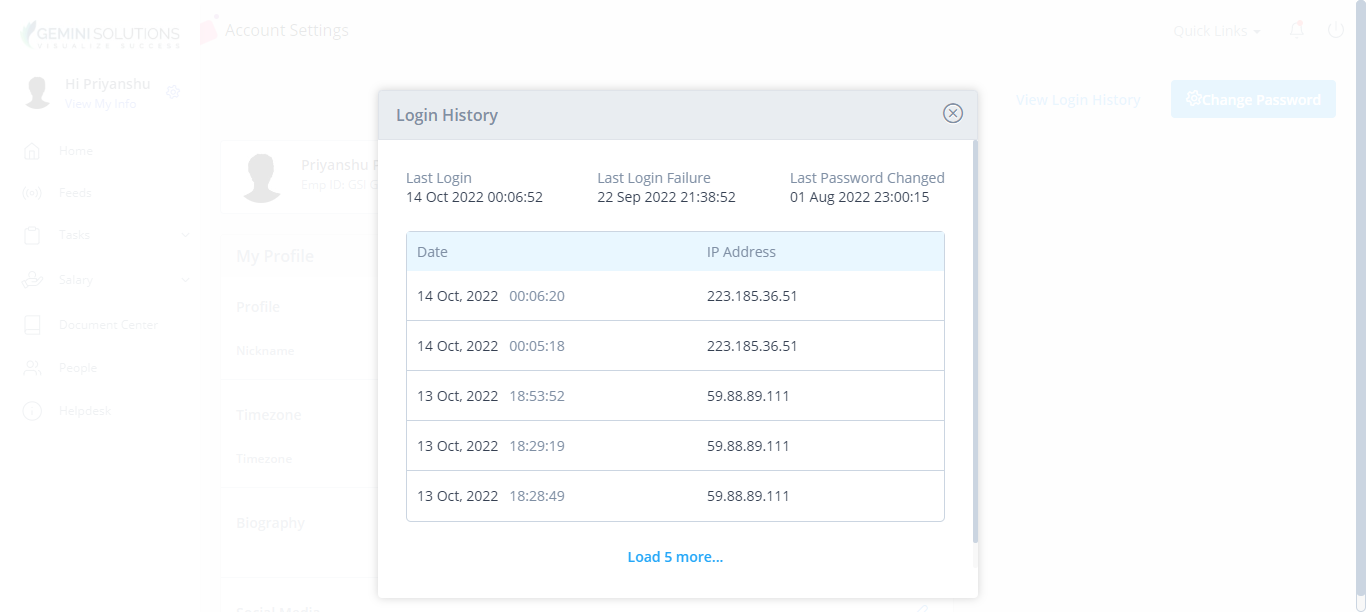 GEMINI SOLUTIONS
VISUALIZE SUCCESS
Account Settings
Quick Links
Hi Priyanshu
View My Info
View Login History
Change Password
Home
Feeds
Tasks
Salary
Document Center
People
Helpdesk
Priyanshu
Emp ID: GSI G
My Profile
Profile
Nickname
Timezone
Timezone
Biography
Social Media
Login History
Last Login
14 Oct 2022 00:06:52
Last Login Failure
22 Sep 2022 21:38:52
Last Password Changed
01 Aug 2022 23:00:15
Date IP Address
14 Oct, 2022 00:06:20 223.185.36.51
14 Oct, 2022 00:05:18 223.185.36.51
13 Oct, 2022 18:53:52 59.88.89.111
13 Oct, 2022 18:29:19 59.88.89.111
13 Oct, 2022 18:28:49 59.88.89.111
Load 5 more...